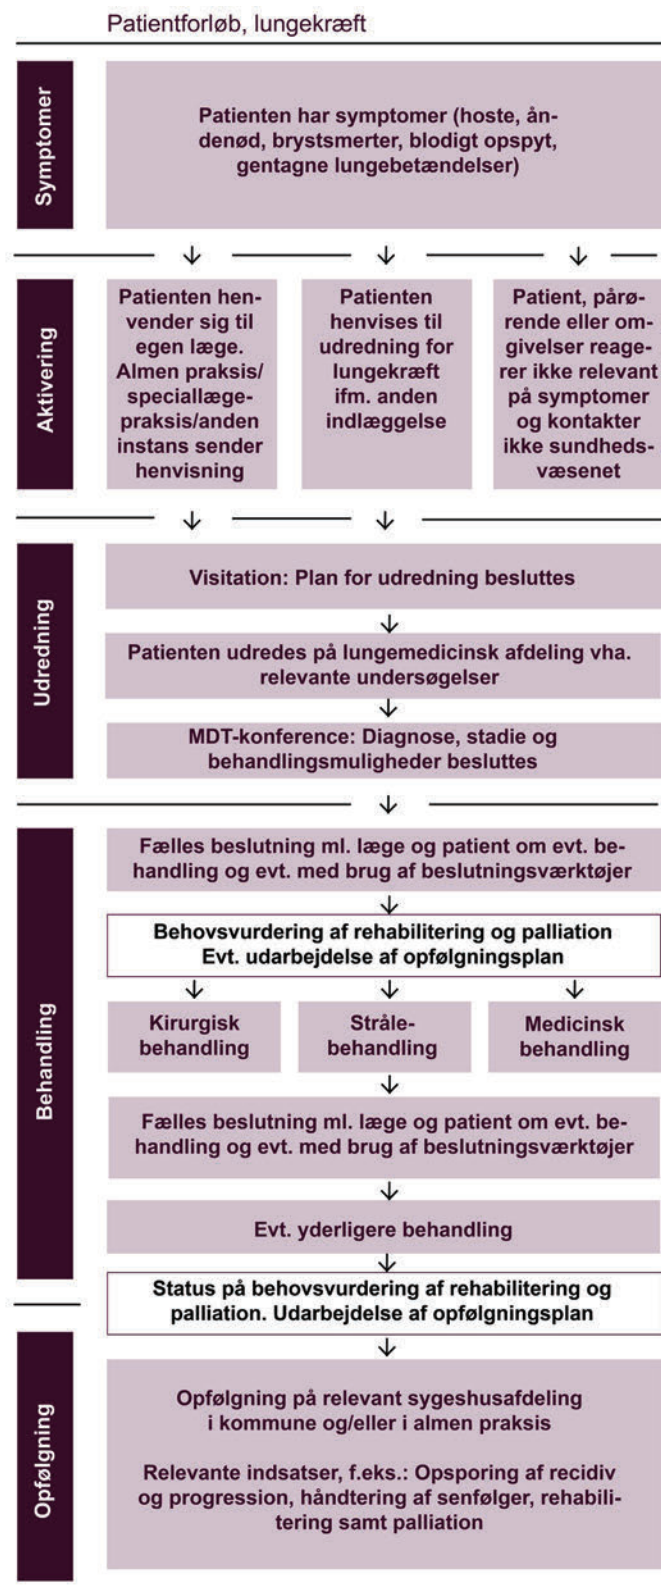 Patientforløb, lungekræft
Symptomer
Patienten har symptomer (hoste, ån-
denød, brystsmerter, blodigt opspyt,
gentagne lungebetændelser)
Aktivering
Patienten hen-
vender sig til
egen læge.
Almen praksis/
speciallæge-
praksis/anden
instans sender
henvisning
Patienten
henvises til
udredning for
lungekræft
ifm. anden
indlæggelse
Patient, pårø-
rende eller om-
givelser reage-
rer ikke relevant
på symptomer
og kontakter
ikke sundheds-
væsenet
Udredning
Visitation: Plan for udredning besluttes
Patienten udredes på lungemedicinsk afdeling vha.
relevante undersøgelser
MDT-konference: Diagnose, stadie og
behandlingsmuligheder besluttes
Behandling
Fælles beslutning ml. læge og patient om evt. be-
handling og evt. med brug af beslutningsværktøjer
Behovsvurdering af rehabilitering og palliation
Evt. udarbejdelse af opfølgningsplan
Kirurgisk
behandling
Stråle-
behandling
Medicinsk
behandling
Fælles beslutning ml. læge og patient om evt. be-
handling og evt. med brug af beslutningsværktøjer
Evt. yderligere behandling
Status på behovsvurdering af rehabilitering og
palliation. Udarbejdelse af opfølgningsplan
Opfølgning
Opfølgning på relevant sygeshusafdeling
i kommune og/eller i almen praksis
Relevante indsatser, f.eks.: Opsporing af recidiv
og progression, håndtering af senfølger, rehabili-
tering samt palliation